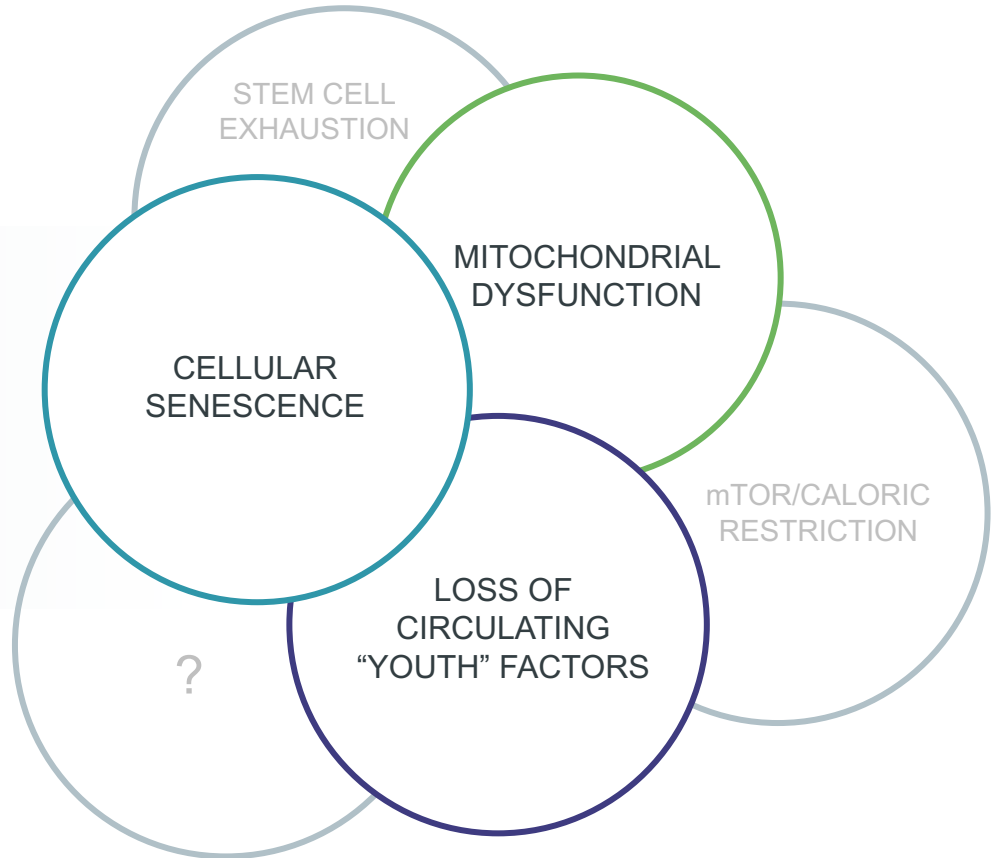 STEM CELL
EXHAUSTION
MITOCHONDRIAL
DYSFUNCTION
CELLULAR
SENESCENCE
mTOR/CALORIC
RESTRICTION
LOSS OF
CIRCULATING
“YOUTH” FACTORS
?